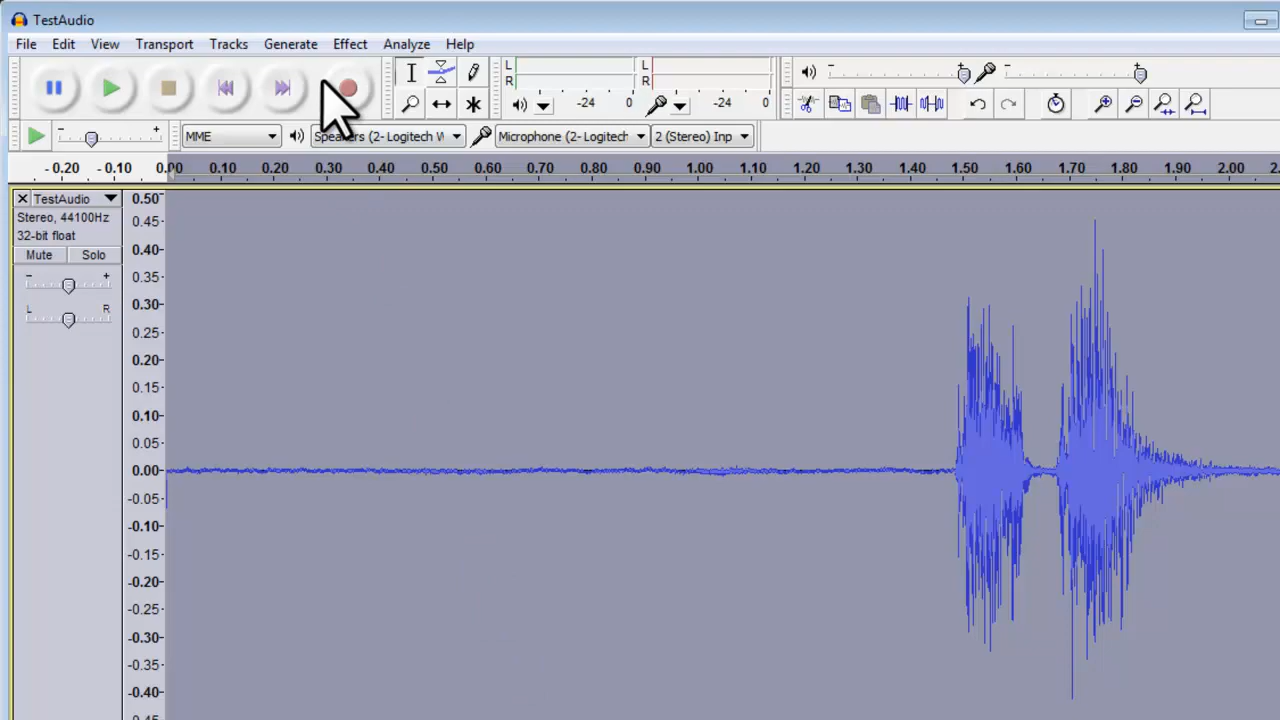 TestAudio
File Edit View Transport Tracks Generate Effect Analyze Help
L L
R R
-24 0 -24 0
MME Speakers (2- Logitech W Microphone (2- Logitech 2 (Stereo) Inp
- 0.20 - 0.10 0.00 0.10 0.20 0.30 0.40 0.50 0.60 0.70 0.80 0.90 1.00 1.10 1.20 1.30 1.40 1.50 1.60 1.70 1.80 1.90 2.00 2.
TestAudio 0.50
Stereo, 44100Hz 0.45
32-bit float
Mute Solo 0.40
- + 0.35
L R 0.30
0.25
0.20
0.15
0.10
0.05
0.00
-0.05
-0.10
-0.15
-0.20
-0.25
-0.30
-0.35
-0.40
-0.45